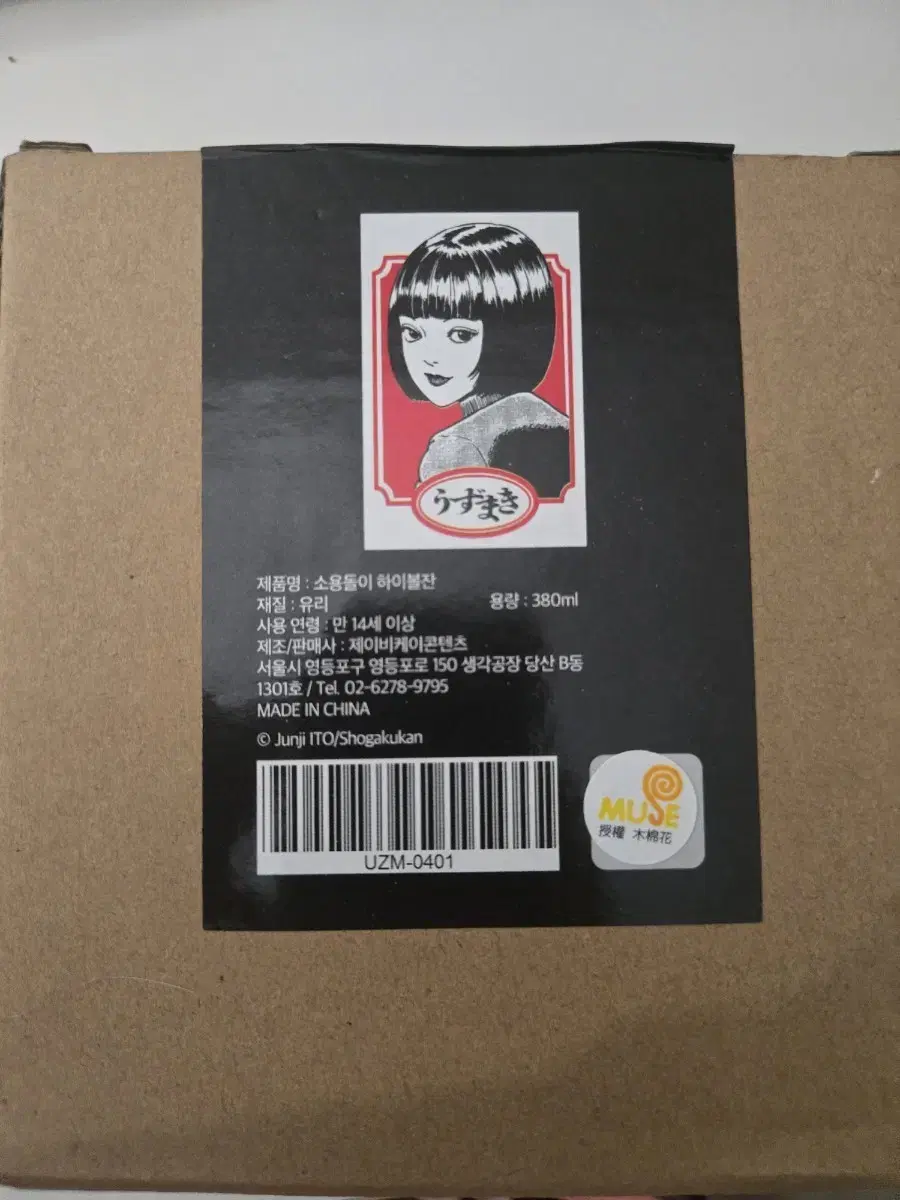 うずまき
제품명 : 소용돌이 하이볼잔
재질 : 유리 용량 : 380ml
사용 연령 : 만 14세 이상
제조/판매사 : 제이비케이콘텐츠
서울시 영등포구 영등포로 150 생각공장 당산 B동
1301호 / Tel. 02-6278-9795
MADE IN CHINA
© Junji ITO/Shogakukan
UZM-0401
MUSE
授權 木棉花